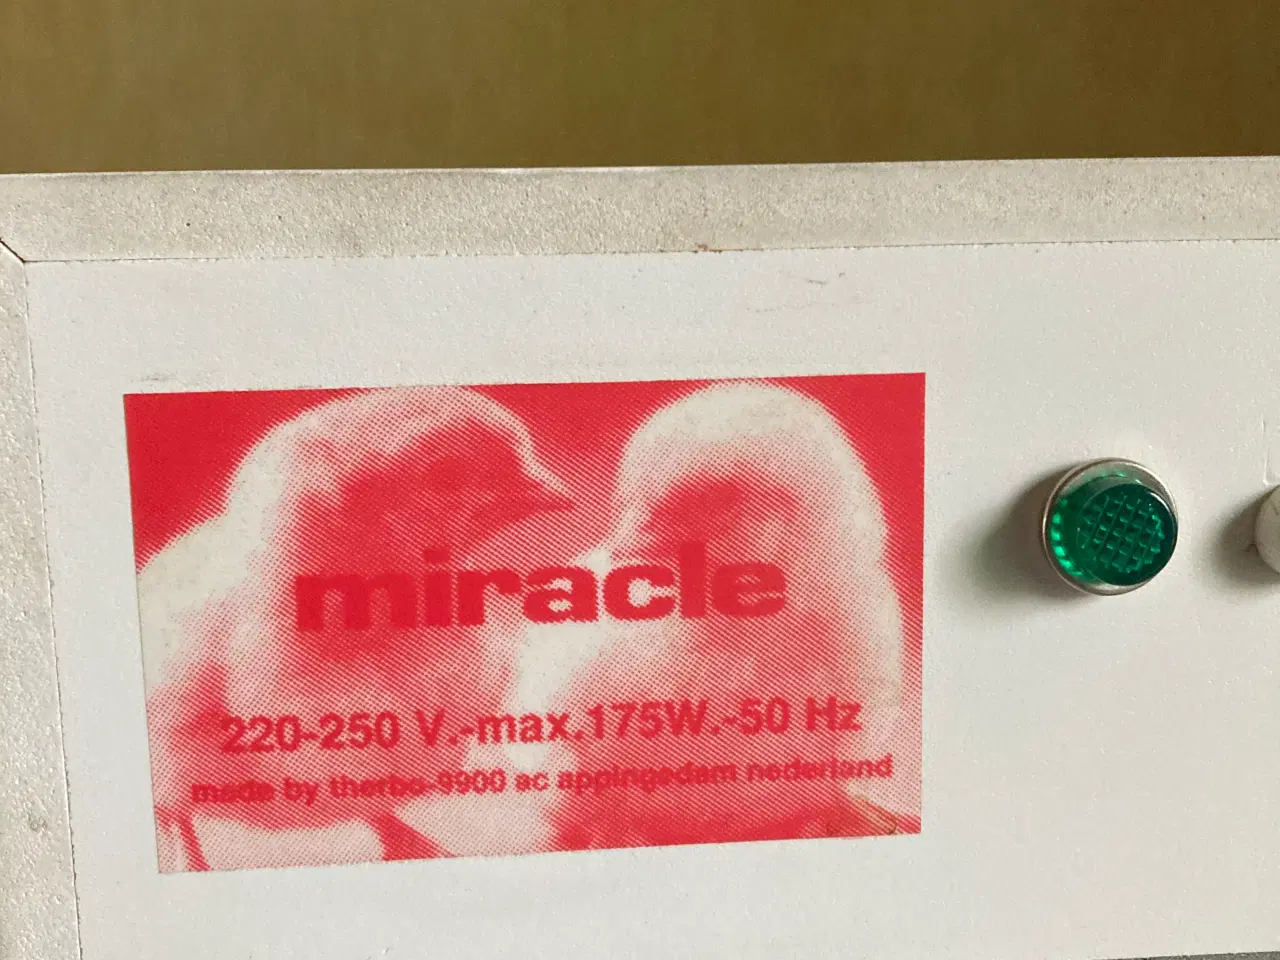 miracle
220-250 V.-max.175W.-50 Hz
made by therbo-9900 ac appingedam nederland